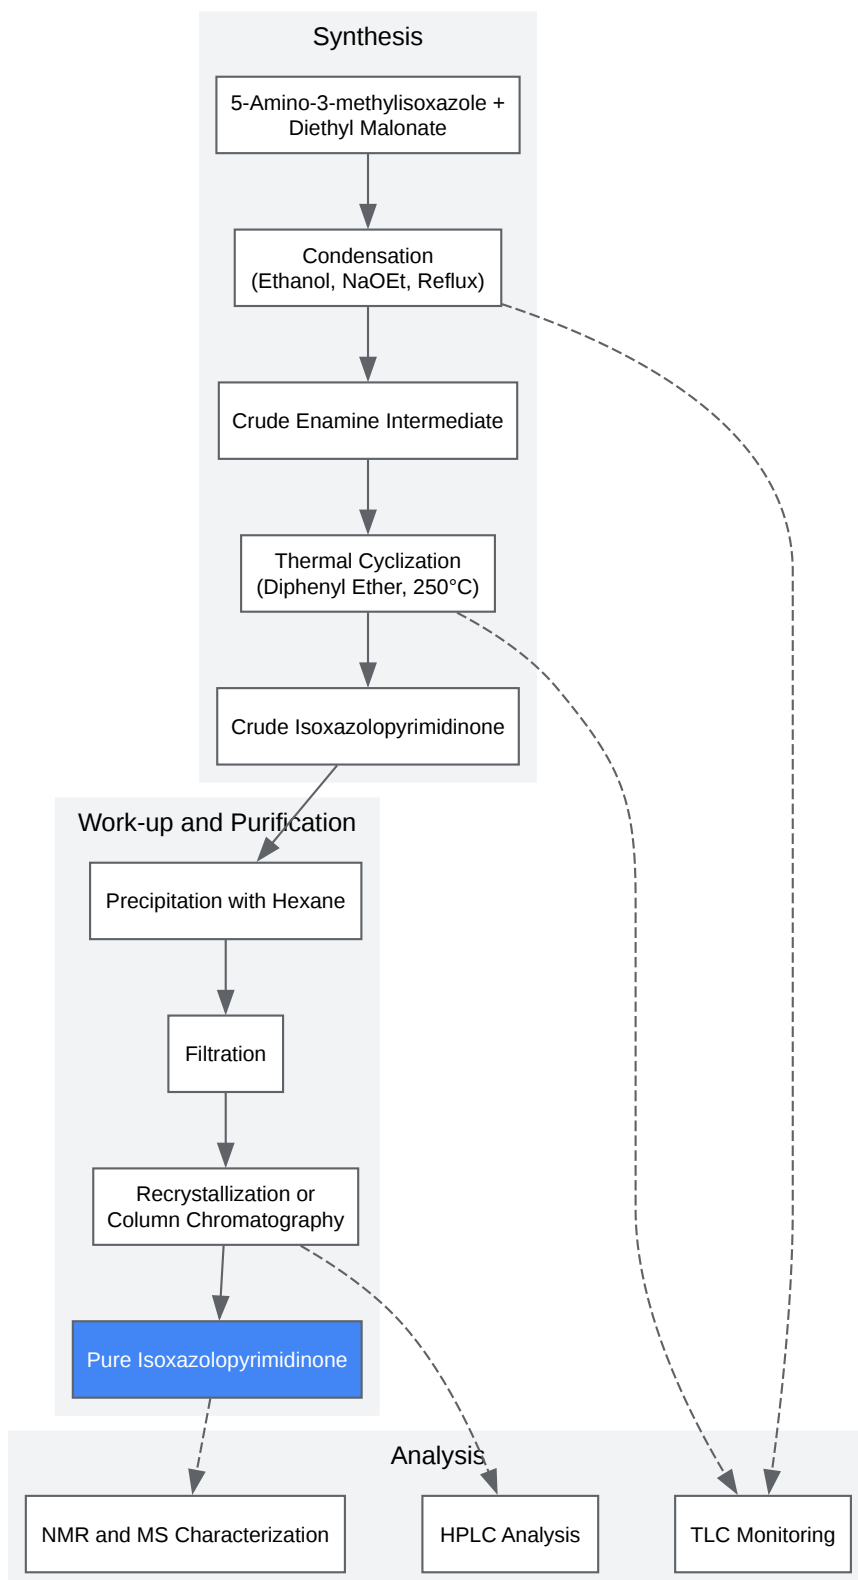 Synthesis
5-Amino-3-methylisoxazole +
Diethyl Malonate
Condensation
(Ethanol, NaOEt, Reflux)
Crude Enamine Intermediate
Thermal Cyclization
(Diphenyl Ether, 250°C)
Crude Isoxazolopyrimidinone
Work-up and Purification
Precipitation with Hexane
Filtration
Recrystallization or
Column Chromatography
Pure Isoxazolopyrimidinone
Analysis
NMR and MS Characterization
HPLC Analysis
TLC Monitoring